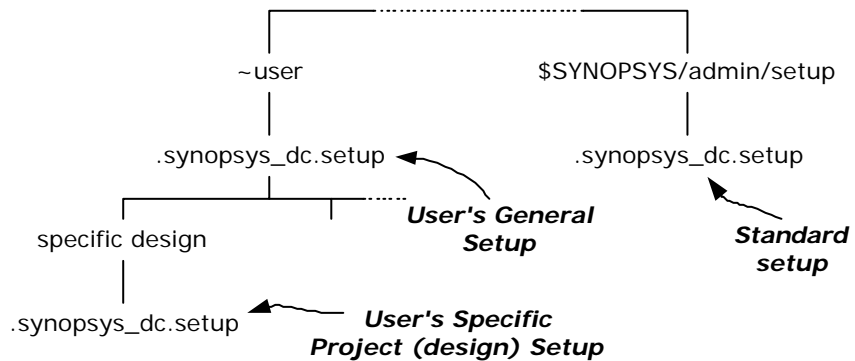 ~user
$SYNOPSYS/admin/setup
.synopsys_dc.setup
.synopsys_dc.setup
User's General
Setup
Standard
setup
specific design
.synopsys_dc.setup
User's Specific
Project (design) Setup